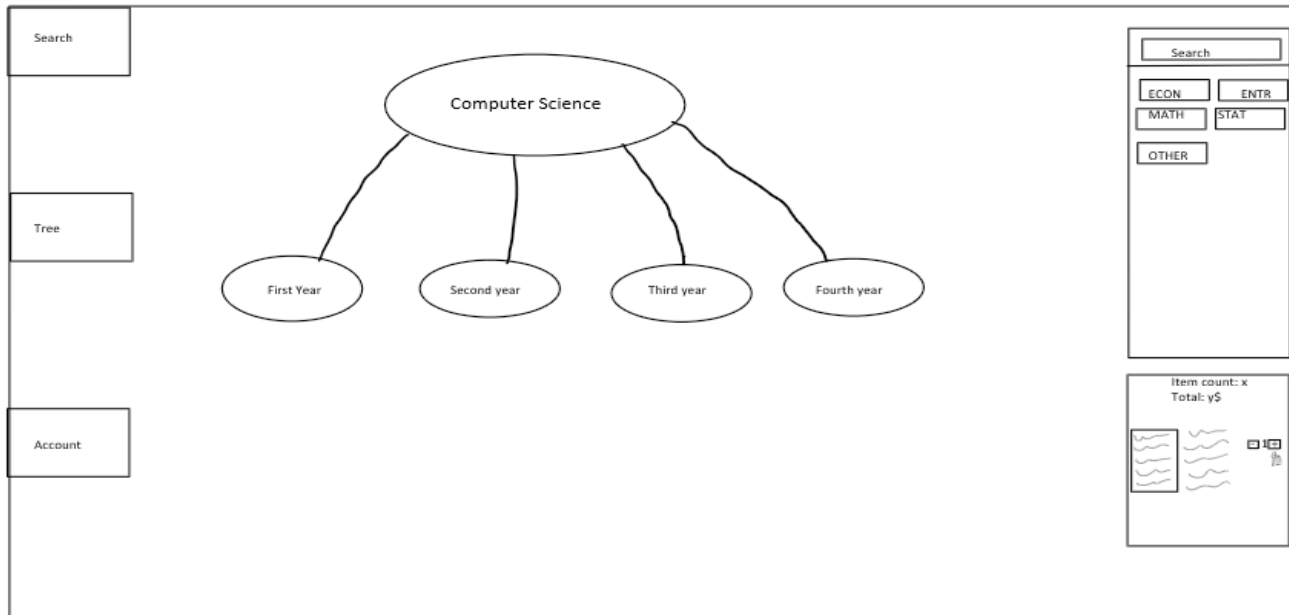 Search
Tree
Account
Computer Science
First Year
Second year
Third year
Fourth year
Search
ECON
ENTR
MATH
STAT
OTHER
Item count: x
Total: y$
- 1 +